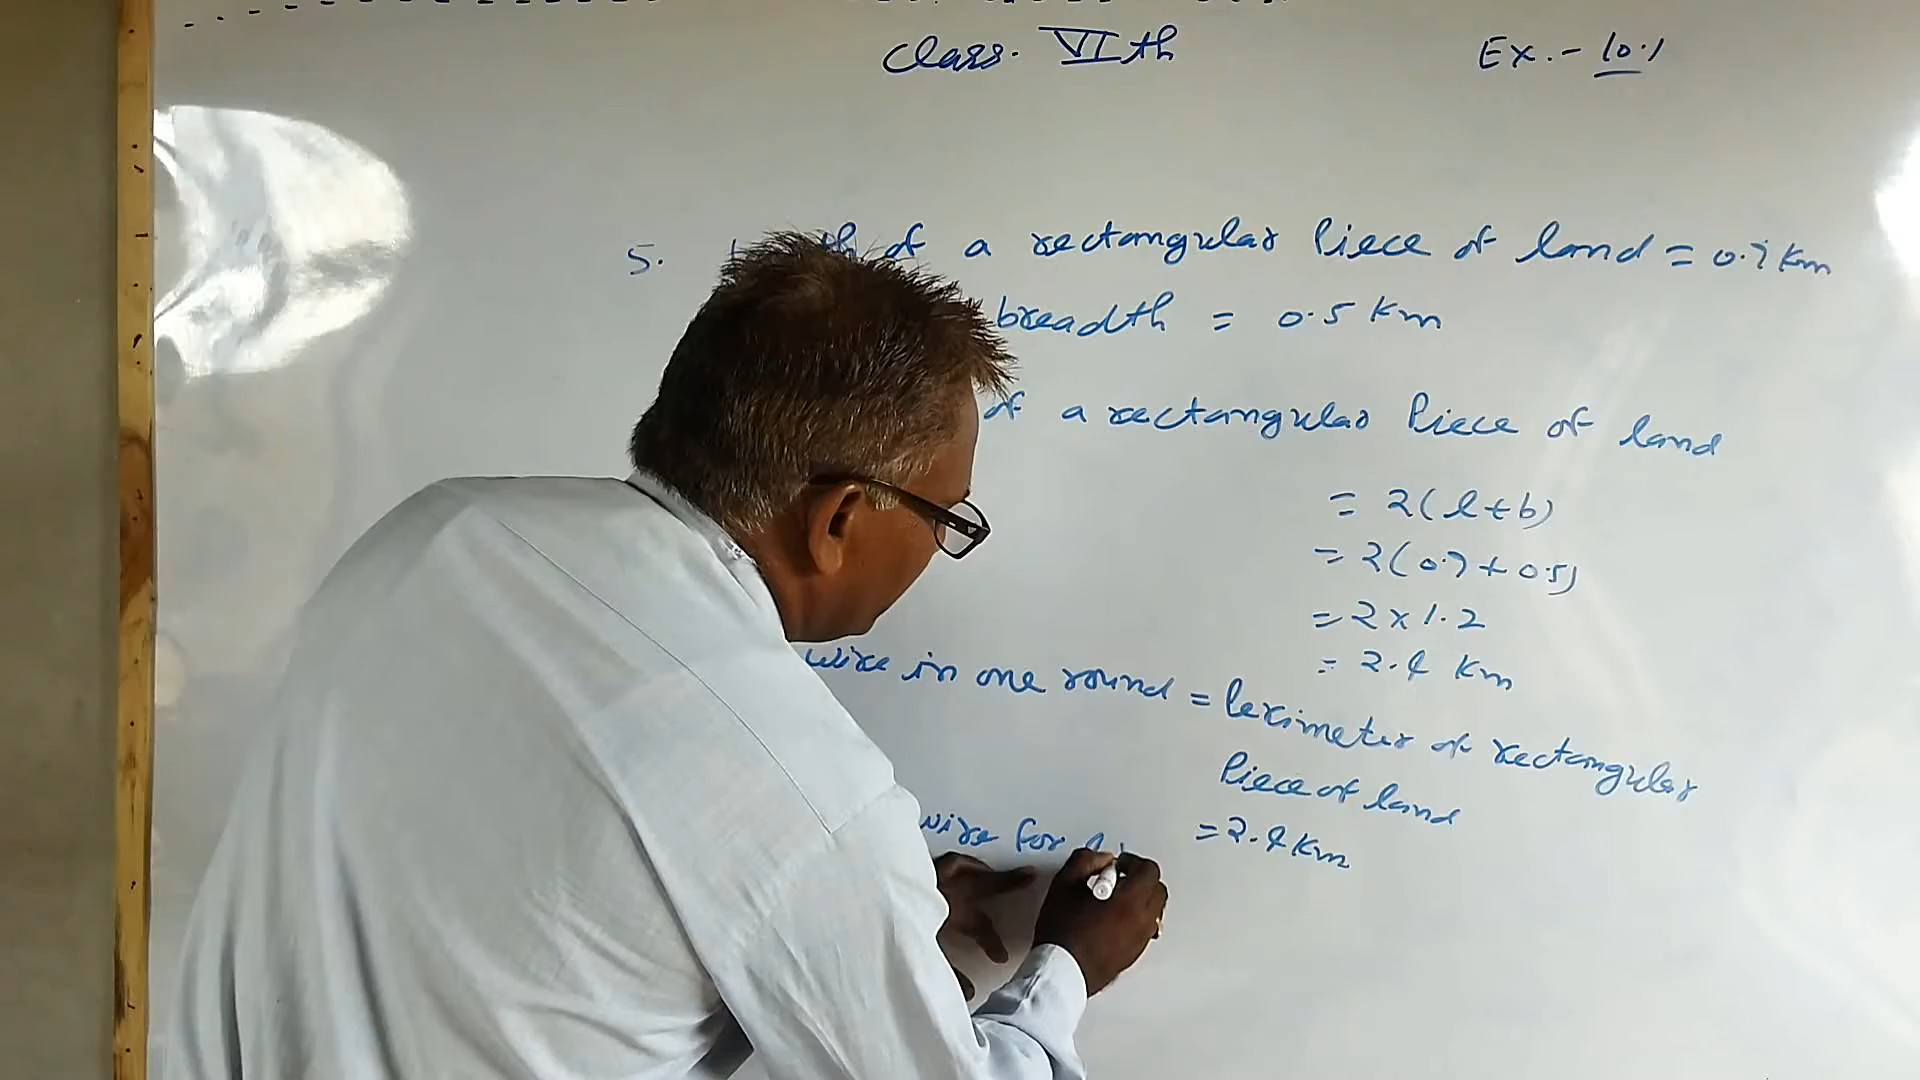 Class. VIth
Ex.- 10.1
5. of a rectangular Piece of land = 0.7 Km
breadth = 0.5 Km
of a rectangular Piece of land
= 2(l+b)
= 2(0.7+0.5)
= 2 x 1.2
= 2.4 Km
wire in one round = Perimeter of rectangular
Piece of land
= 2.4 Km
wire for